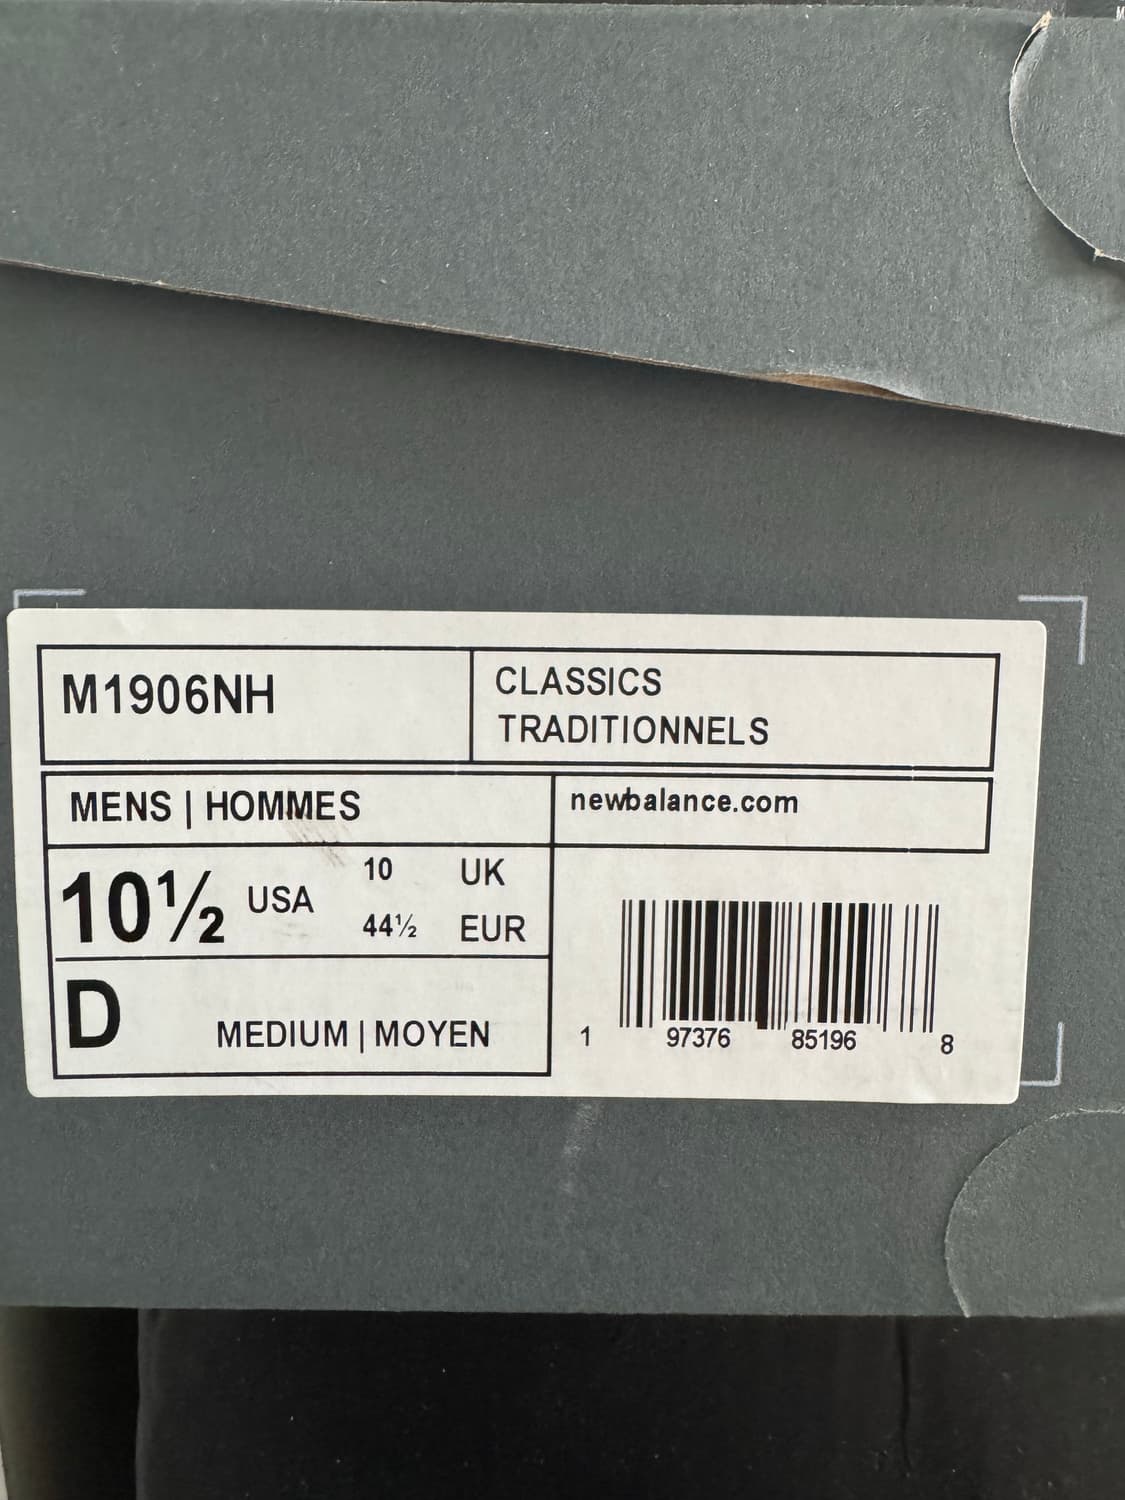 M1906NH
CLASSICS
TRADITIONNELS
MENS | HOMMES
newbalance.com
10½ USA
10 UK
44½ EUR
D
MEDIUM | MOYEN
1 97376 85196 8